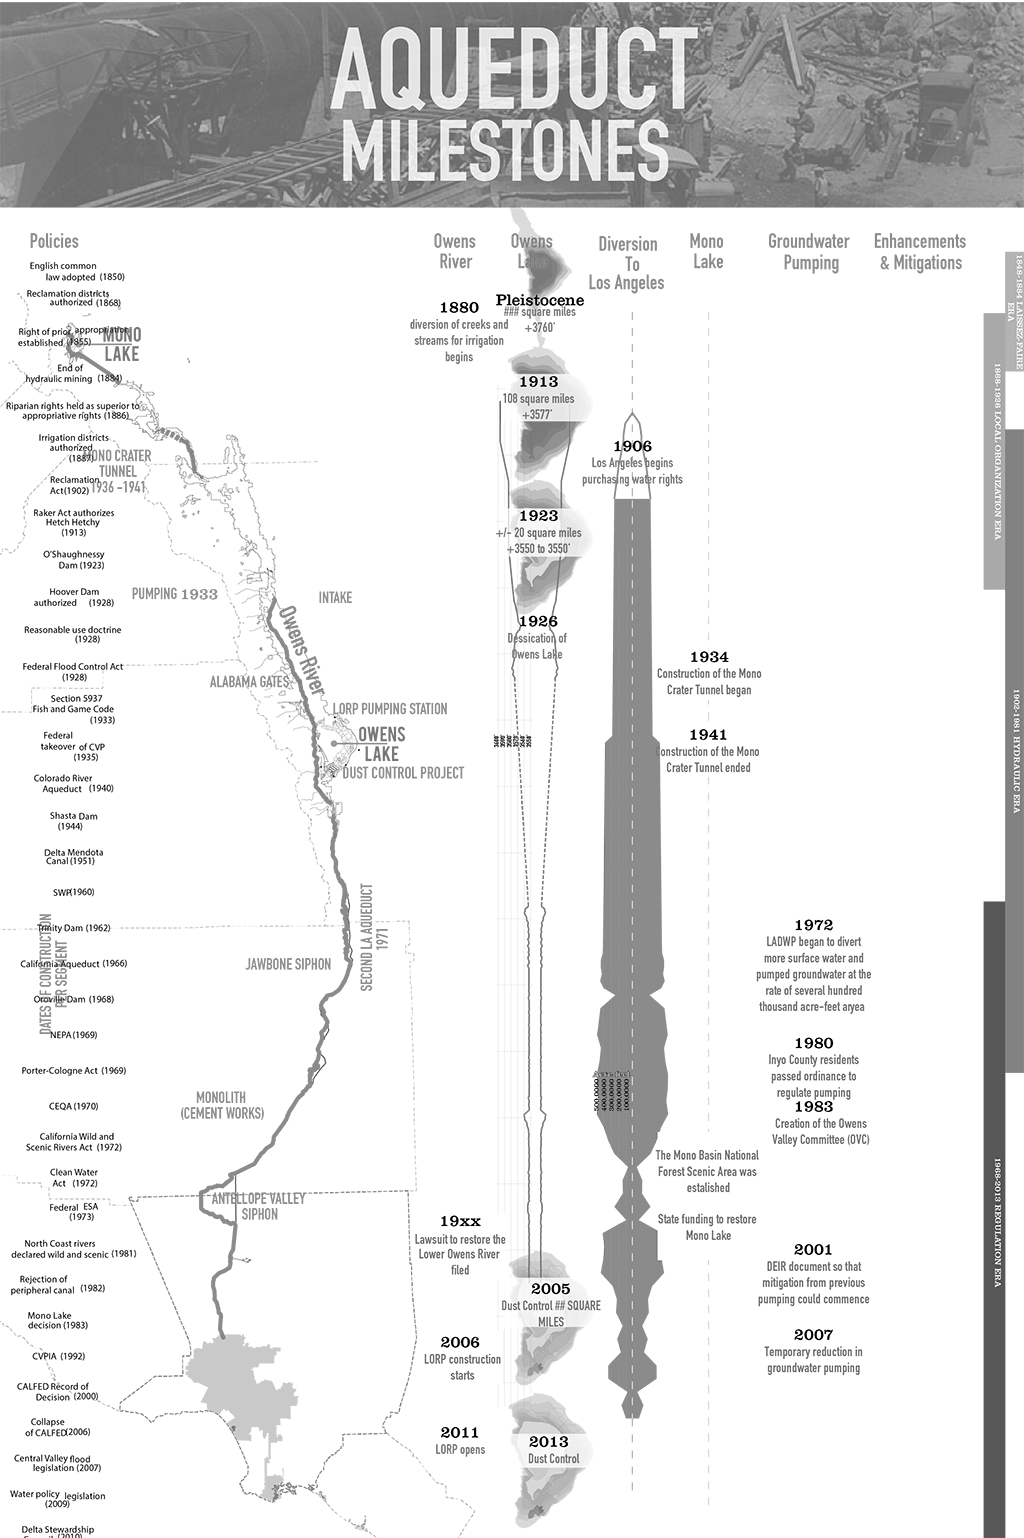 AQUEDUCT
MILESTONES
Policies
English common
law adopted (1850)
Reclamation districts
authorized (1868)
Right of prior appropriation
established (1855)
End of
hydraulic mining (1884)
Riparian rights held as superior to
appropriative rights (1886)
Irrigation districts
authorized
(1887)
Reclamation
Act(1902)
Raker Act authorizes
Hetch Hetchy
(1913)
O'Shaughnessy
Dam (1923)
Hoover Dam
authorized (1928)
Reasonable use doctrine
(1928)
Federal Flood Control Act
(1928)
Section 5937
Fish and Game Code
(1933)
Federal
takeover of CVP
(1935)
Colorado River
Aqueduct (1940)
Shasta Dam
(1944)
Delta Mendota
Canal (1951)
SWP(1960)
Trinity Dam (1962)
California Aqueduct (1966)
Oroville Dam (1968)
NEPA (1969)
Porter-Cologne Act (1969)
CEQA (1970)
California Wild and
Scenic Rivers Act (1972)
Clean Water
Act (1972)
Federal ESA
(1973)
North Coast rivers
declared wild and scenic (1981)
Rejection of
peripheral canal (1982)
Mono Lake
decision (1983)
CVPIA (1992)
CALFED Record of
Decision (2000)
Collapse
of CALFED(2006)
Central Valley flood
legislation (2007)
Water policy legislation
(2009)
Delta Stewardship
MONO
LAKE
MONO CRATER
TUNNEL
1936 -1941
PUMPING 1933
INTAKE
Owens River
ALABAMA GATES
LORP PUMPING STATION
OWENS
LAKE
DUST CONTROL PROJECT
SECOND LA AQUEDUCT
1971
DATES OF CONSTRUCTION
PER SEGMENT
JAWBONE SIPHON
MONOLITH
(CEMENT WORKS)
ANTELLOPE VALLEY
SIPHON
Owens
River
1880
diversion of creeks and
streams for irrigation
begins
19xx
Lawsuit to restore the
Lower Owens River
filed
2006
LORP construction
starts
2011
LORP opens
Owens
Lake
Pleistocene
### square miles
+3760'
1913
108 square miles
+3577'
1923
+/- 20 square miles
+3550 to 3550'
1926
Dessication of
Owens Lake
2005
Dust Control ## SQUARE
MILES
2013
Dust Control
Diversion
To
Los Angeles
1906
Los Angeles begins
purchasing water rights
Acre-feet
500,0000
400,0000
300,0000
200,0000
100,0000
Mono
Lake
1934
Construction of the Mono
Crater Tunnel began
1941
Construction of the Mono
Crater Tunnel ended
The Mono Basin National
Forest Scenic Area was
estalished
State funding to restore
Mono Lake
Groundwater
Pumping
1972
LADWP began to divert
more surface water and
pumped groundwater at the
rate of several hundred
thousand acre-feet aryea
1980
Inyo County residents
passed ordinance to
regulate pumping
1983
Creation of the Owens
Valley Committee (OVC)
2001
DEIR document so that
mitigation from previous
pumping could commence
2007
Temporary reduction in
groundwater pumping
Enhancements
& Mitigations
1848-1884 LAISSEZ-FAIRE
ERA
1868-1926 LOCAL ORGANIZATION ERA
1902-1981 HYDRAULIC ERA
1968-2013 REGULATION ERA